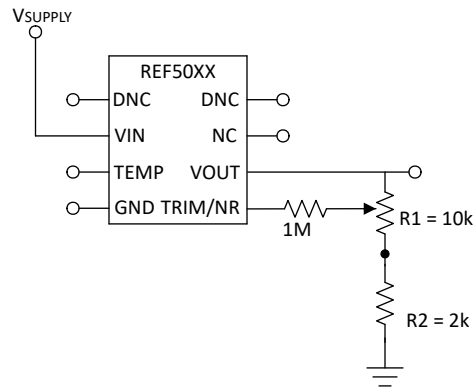 VSUPPLY
REF50XX
DNC DNC
VIN NC
TEMP VOUT
GND TRIM/NR
1M
R1 = 10k
R2 = 2k